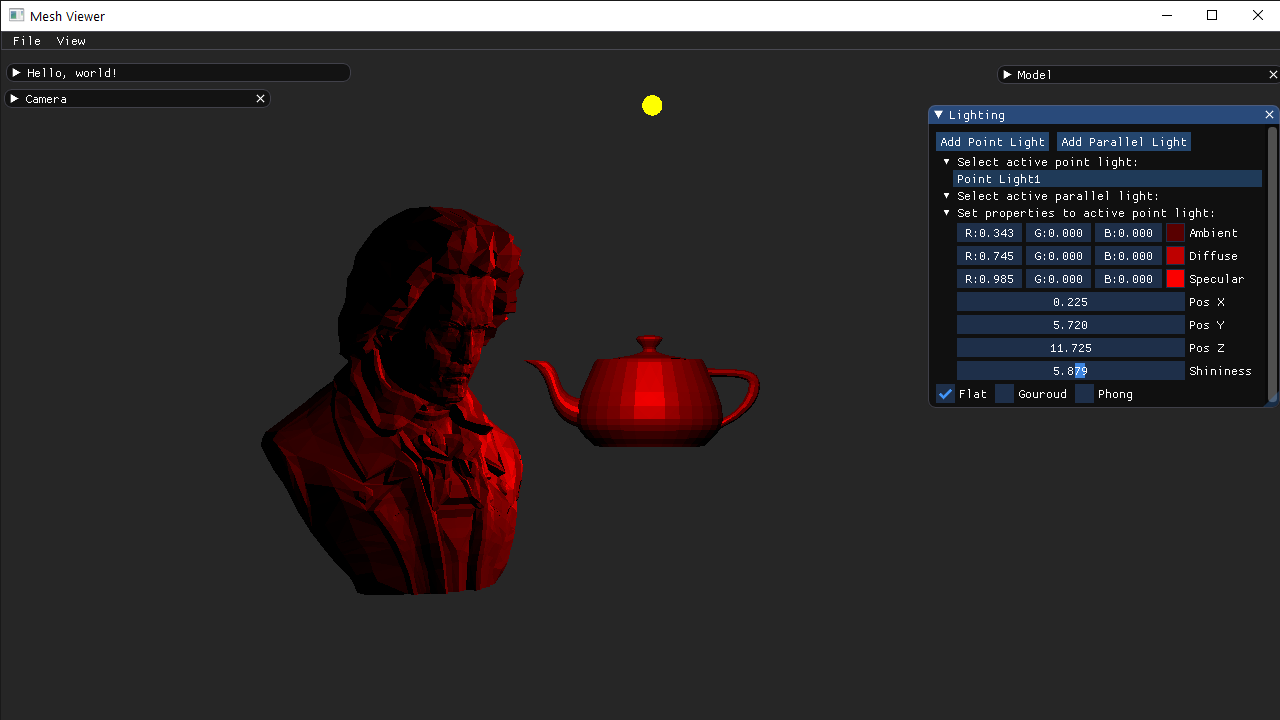 Mesh Viewer
File View
Hello, world!
Model
Camera
Lighting
Add Point Light Add Parallel Light
Select active point light:
Point Light1
Select active parallel light:
Set properties to active point light:
R:0.343 G:0.000 B:0.000 Ambient
R:0.745 G:0.000 B:0.000 Diffuse
R:0.985 G:0.000 B:0.000 Specular
0.225 Pos X
5.720 Pos Y
11.725 Pos Z
5.879 Shininess
Flat Gouroud Phong